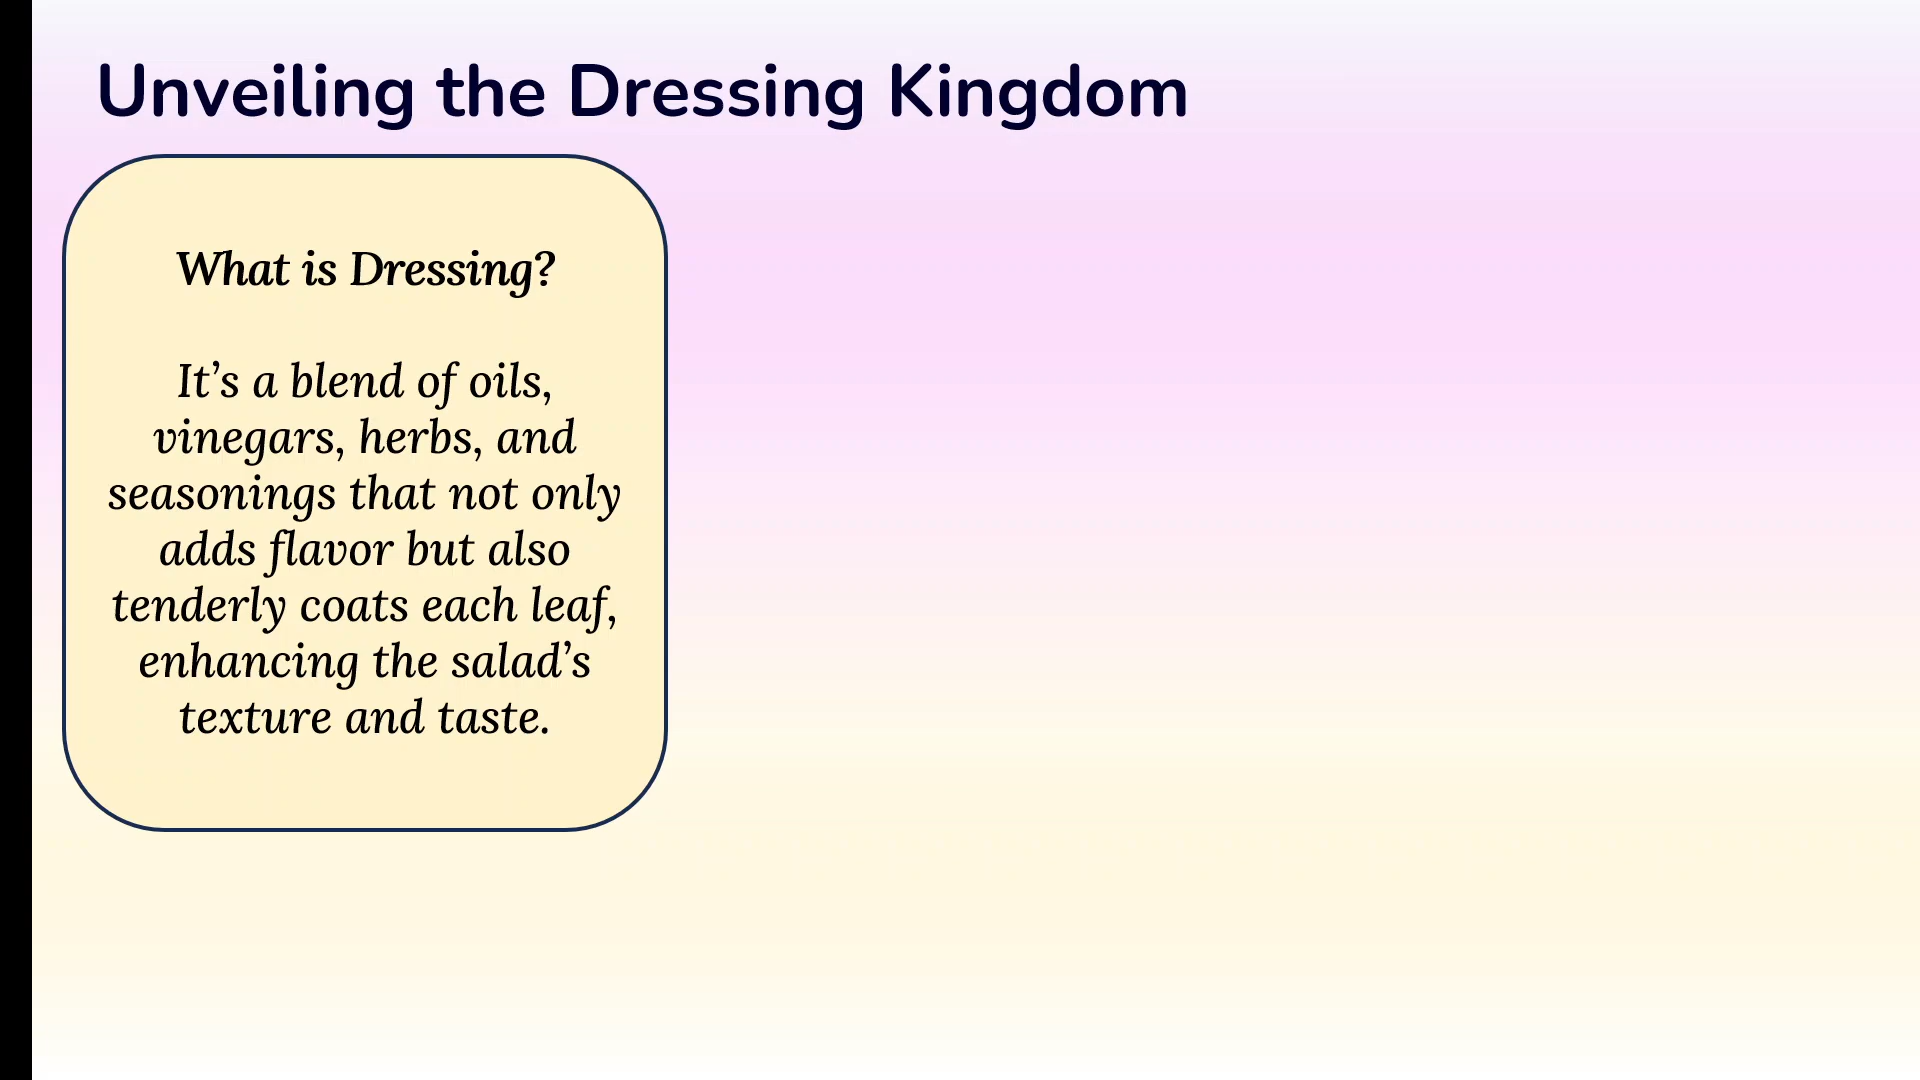 Unveiling the Dressing Kingdom
What is Dressing?
It’s a blend of oils,
vinegars, herbs, and
seasonings that not only
adds flavor but also
tenderly coats each leaf,
enhancing the salad’s
texture and taste.